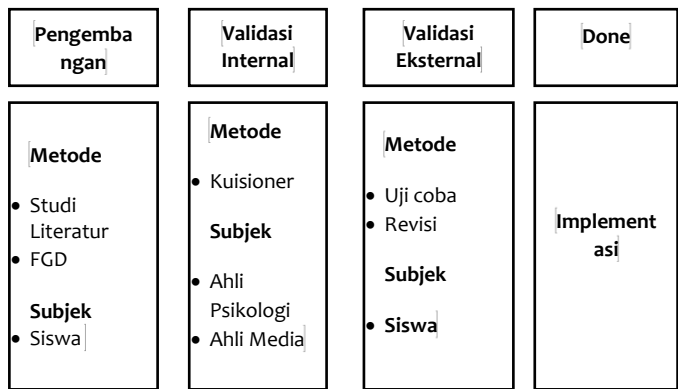 Pengemba
ngan
Validasi
Internal
Validasi
Eksternal
Done
Metode
• Studi
Literatur
• FGD
Subjek
• Siswa
Metode
• Kuisioner
Subjek
• Ahli
Psikologi
• Ahli Media
Metode
• Uji coba
• Revisi
Subjek
• Siswa
Implement
asi